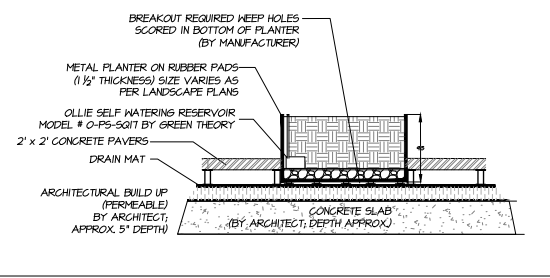 BREAKOUT REQUIRED WEEP HOLES
SCORED IN BOTTOM OF PLANTER
(BY MANUFACTURER)
METAL PLANTER ON RUBBER PADS
(1 1/2" THICKNESS) SIZE VARIES AS
PER LANDSCAPE PLANS
OLLIE SELF WATERING RESERVOIR
MODEL # O-PS-SQ17 BY GREEN THEORY
2' x 2' CONCRETE PAVERS
DRAIN MAT
ARCHITECTURAL BUILD UP
(PERMEABLE)
BY ARCHITECT;
APPROX. 5" DEPTH)
CONCRETE SLAB
(BY ARCHITECT; DEPTH APPROX.)